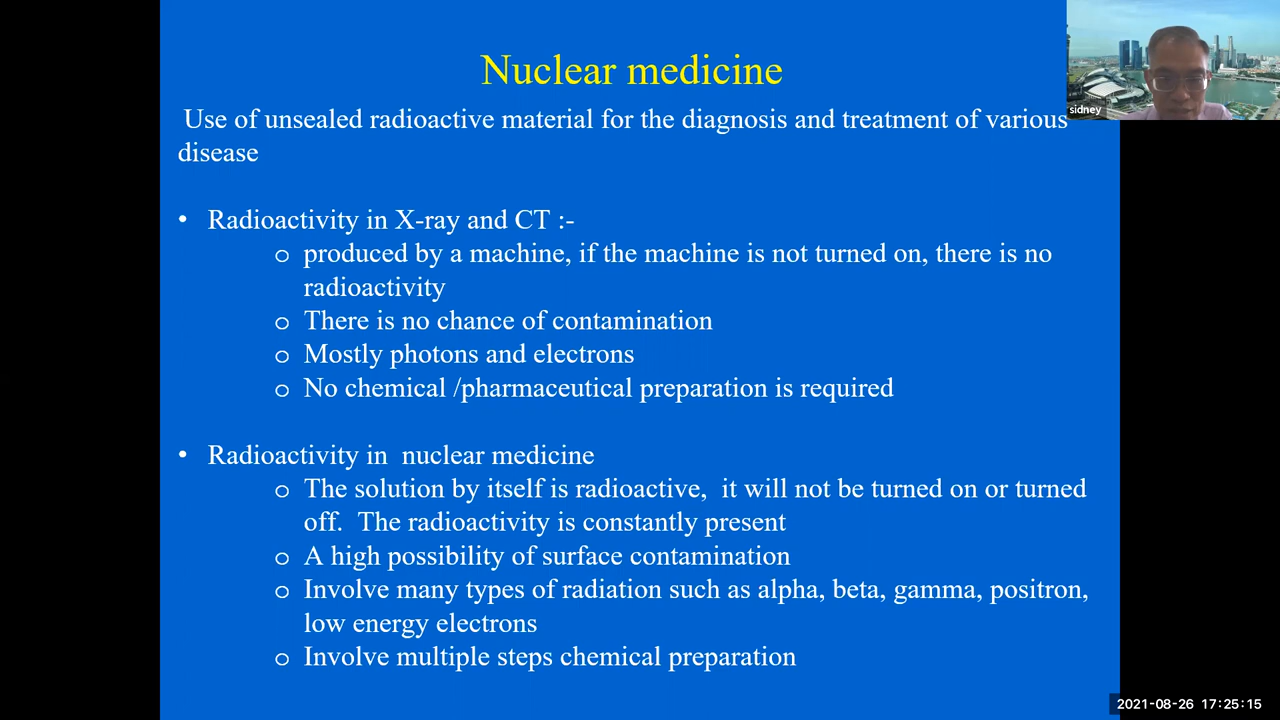 Nuclear medicine
sidney
Use of unsealed radioactive material for the diagnosis and treatment of various
disease
• Radioactivity in X-ray and CT :-
o produced by a machine, if the machine is not turned on, there is no
radioactivity
o There is no chance of contamination
o Mostly photons and electrons
o No chemical /pharmaceutical preparation is required
• Radioactivity in  nuclear medicine
o The solution by itself is radioactive,  it will not be turned on or turned
off.  The radioactivity is constantly present
o A high possibility of surface contamination
o Involve many types of radiation such as alpha, beta, gamma, positron,
low energy electrons
o Involve multiple steps chemical preparation
2021-08-26 17:25:15